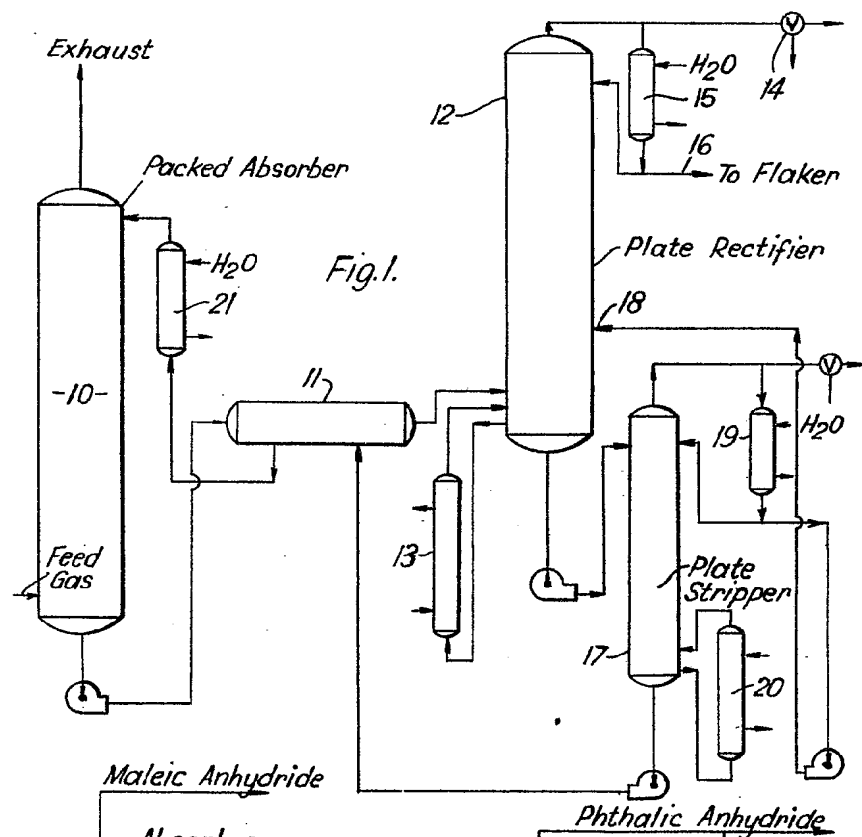 Exhaust
Packed Absorber
H2O
21
Fig.1.
-10-
11
Feed
Gas
13
12
H2O
15
V
14
16
To Flaker
Plate Rectifier
18
V
19
H2O
Plate
Stripper
17
20
Maleic Anhydride
Phthalic Anhydride